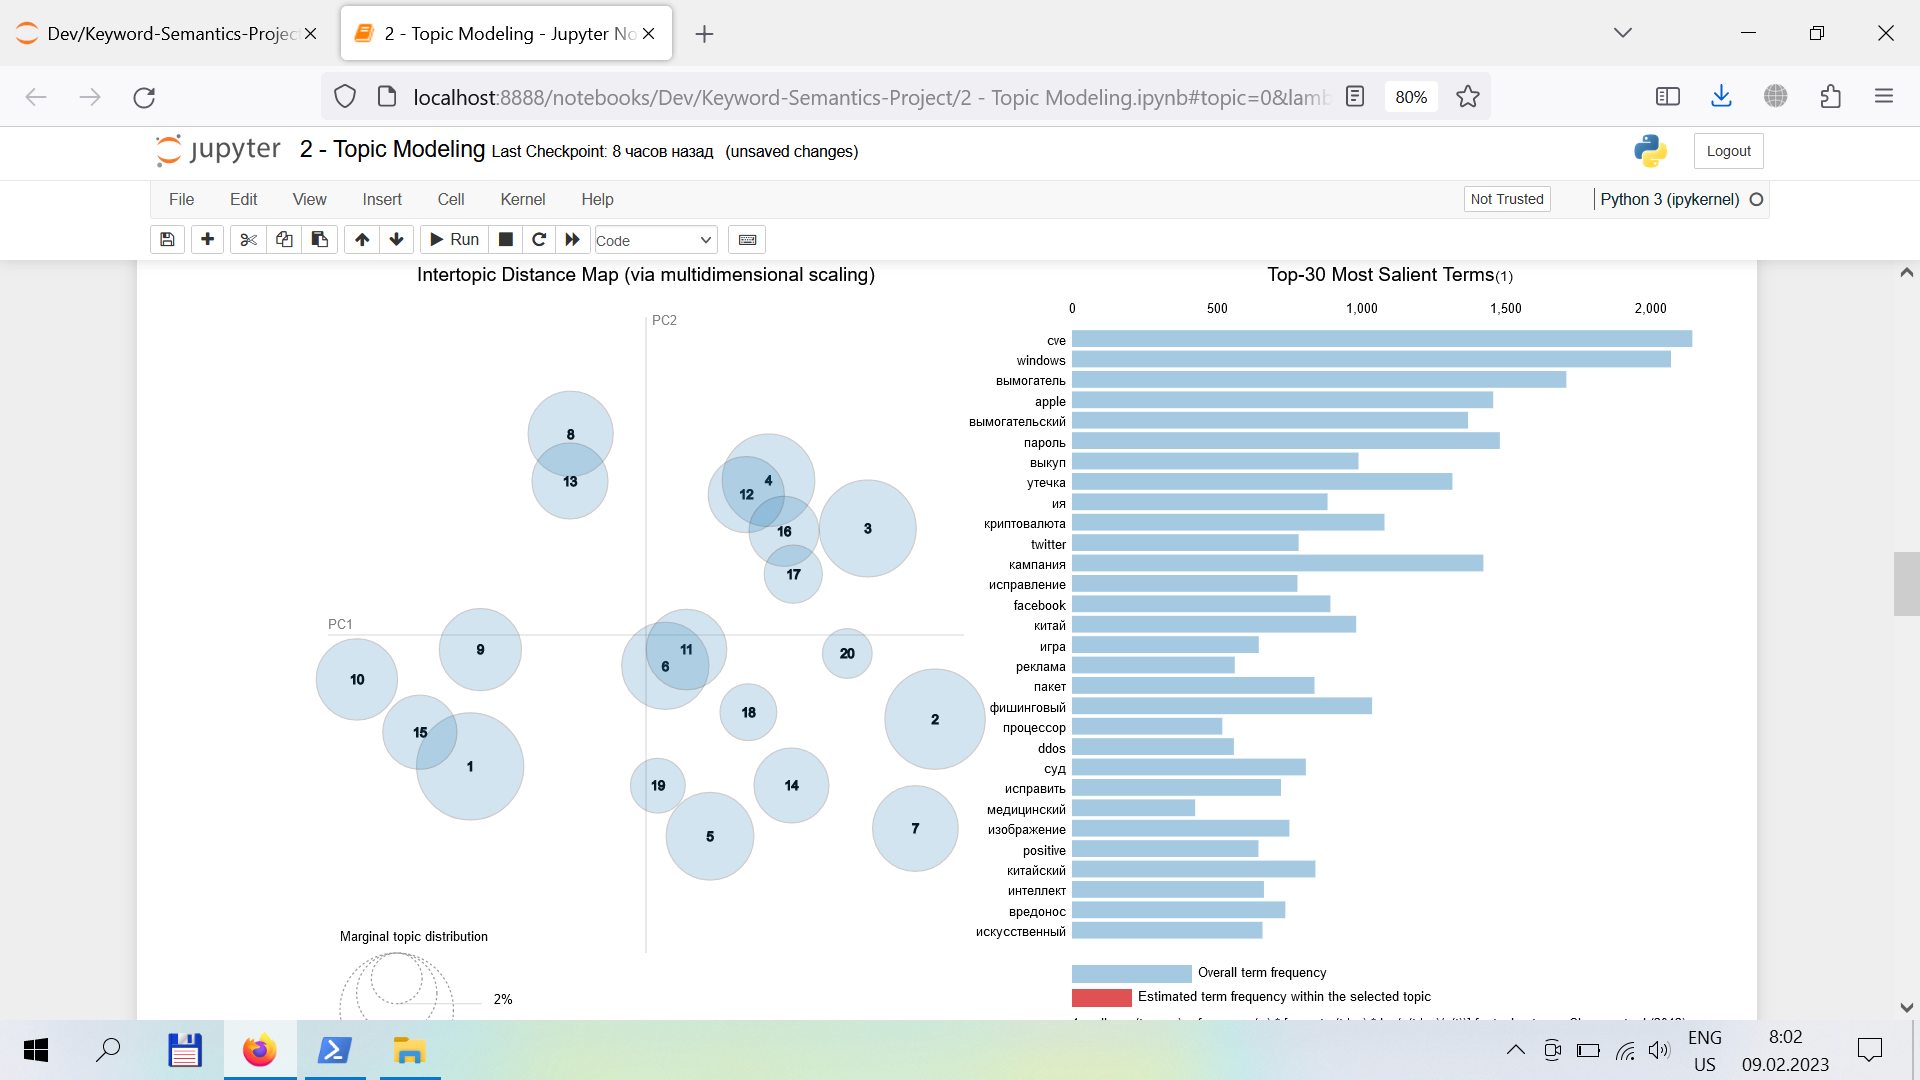 Dev/Keyword-Semantics-Projec
2 - Topic Modeling - Jupyter No
localhost:8888/notebooks/Dev/Keyword-Semantics-Project/2 - Topic Modeling.ipynb#topic=0&lamb
80%
jupyter
2 - Topic Modeling Last Checkpoint: 8 часов назад (unsaved changes)
Logout
File Edit View Insert Cell Kernel Help
Not Trusted
Python 3 (ipykernel)
Run
Code
Intertopic Distance Map (via multidimensional scaling)
PC2
PC1
8
13
4
12
16
3
17
9
11
6
20
10
18
2
15
1
19
14
5
7
Marginal topic distribution
2%
Top-30 Most Salient Terms(1)
0 500 1,000 1,500 2,000
cve
windows
вымогатель
apple
вымогательский
пароль
выкуп
утечка
ия
криптовалюта
twitter
кампания
исправление
facebook
китай
игра
реклама
пакет
фишинговый
процессор
ddos
суд
исправить
медицинский
изображение
positive
китайский
интеллект
вредонос
искусственный
Overall term frequency
Estimated term frequency within the selected topic
ENG
US
8:02
09.02.2023